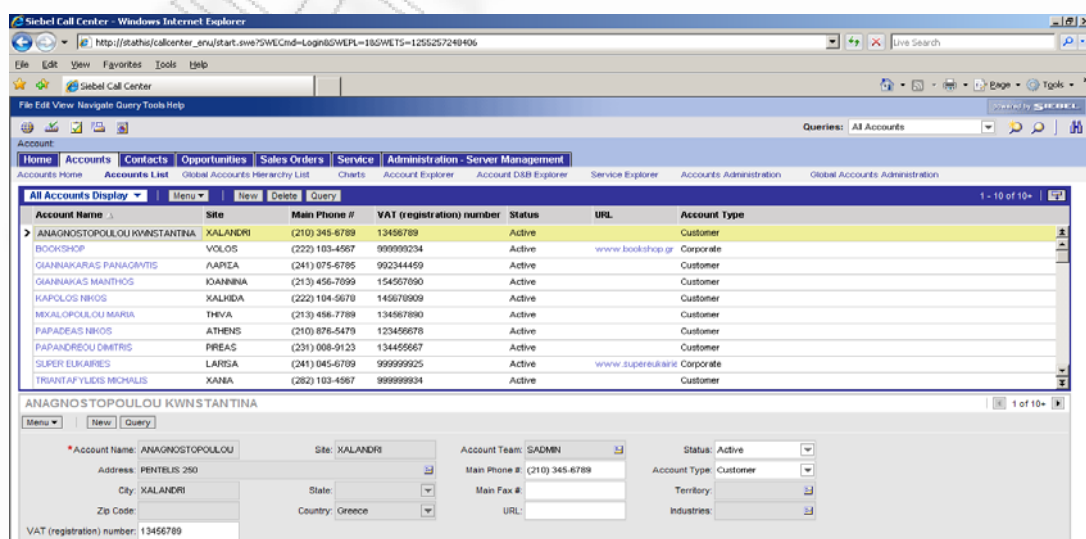 Siebel Call Center - Windows Internet Explorer
http://stathis/callcenter_enu/start.swe?SWECmd=Login&SWEPL=1&SWETS=1255257248406 Live Search
File Edit View Favorites Tools Help
Siebel Call Center Page Tools
File Edit View Navigate Query Tools Help Powered by SIEBEL
Queries: All Accounts
Account:
Home Accounts Contacts Opportunities Sales Orders Service Administration - Server Management
Accounts Home Accounts List Global Accounts Hierarchy List Charts Account Explorer Account D&B Explorer Service Explorer Accounts Administration Global Accounts Administration
All Accounts Display Menu New Delete Query 1 - 10 of 10+
Account Name Site Main Phone # VAT (registration) number Status URL Account Type
ANAGNOSTOPOULOU KWNSTANTINA XALANDRI (210) 345-6789 13456789 Active Customer
BOOKSHOP VOLOS (222) 103-4567 999999234 Active www.bookshop.gr Corporate
GIANNAKARAS PANAGIWTIS ΛΑΡΙΣΑ (241) 075-6785 992344459 Active Customer
GIANNAKAS MANTHOS IOANNINA (213) 456-7899 154567890 Active Customer
KAPOLOS NIKOS XALKIDA (222) 104-5678 145678909 Active Customer
MIXALOPOULOU MARIA THIVA (213) 456-7789 134567890 Active Customer
PAPADEAS NIKOS ATHENS (210) 876-5479 123456678 Active Customer
PAPANDREOU DIMITRIS PIREAS (231) 008-9123 134455667 Active Customer
SUPER EUKAIRIES LARISA (241) 045-6789 999999925 Active www.supereukairie Corporate
TRIANTAFYLIDIS MICHALIS XANIA (282) 103-4567 999999934 Active Customer
ANAGNOSTOPOULOU KWNSTANTINA 1 of 10+
Menu New Query
*Account Name: ANAGNOSTOPOULOU Site: XALANDRI Account Team: SADMIN Status: Active
Address: PENTELIS 250 Main Phone #: (210) 345-6789 Account Type: Customer
City: XALANDRI State: Main Fax #: Territory:
Zip Code: Country: Greece URL: Industries:
VAT (registration) number: 13456789